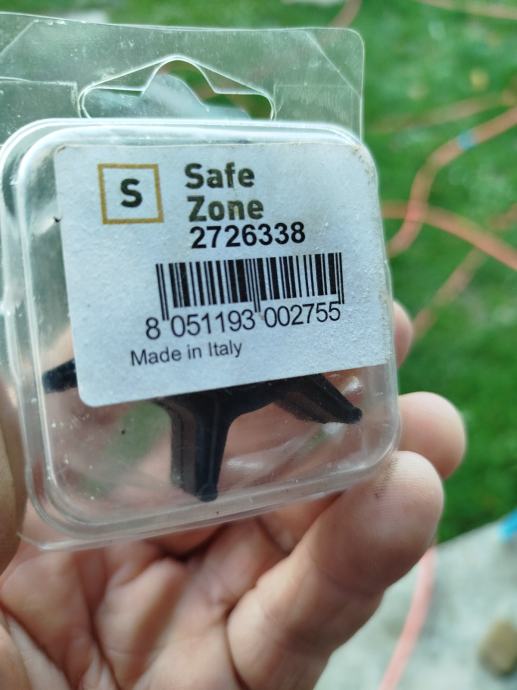 S
Safe
Zone
2726338
8 051193 002755
Made in Italy